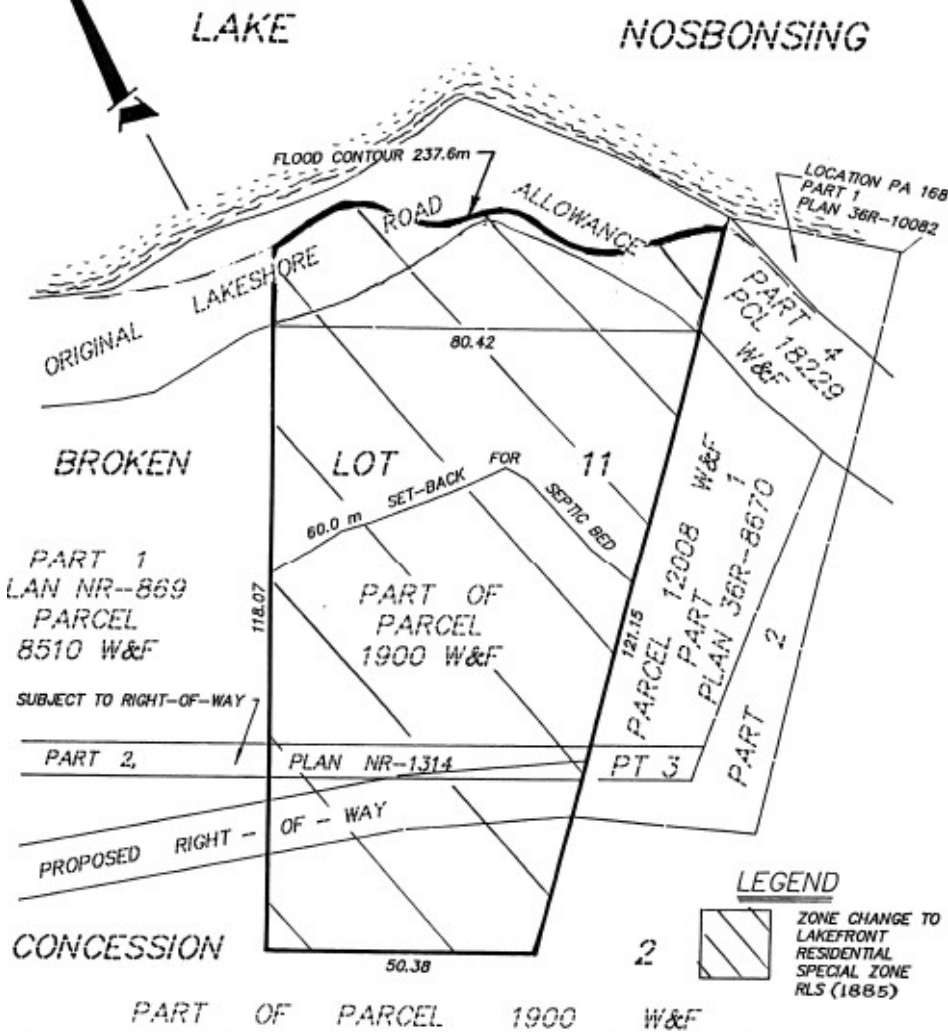 LAKE
NOSBONSING
FLOOD CONTOUR 237.6m
LOCATION PA 168
PART 1
PLAN 36R-10082
ORIGINAL LAKESHORE ROAD ALLOWANCE
PART 4
PCL 18229
W&F
80.42
BROKEN LOT 11
60.0 m SET-BACK FOR SEPTIC BED
PART 1
LAN NR--869
PARCEL
8510 W&F
118.07
PART OF
PARCEL
1900 W&F
121.15
PARCEL 12008 W&F
PART 1
PLAN 36R-8670
PART 2
SUBJECT TO RIGHT-OF-WAY
PART 2,
PLAN NR-1314
PT 3
PROPOSED RIGHT - OF - WAY
LEGEND
ZONE CHANGE TO
LAKEFRONT
RESIDENTIAL
SPECIAL ZONE
RLS (1885)
CONCESSION 2
50.38
PART OF PARCEL 1900 W&F